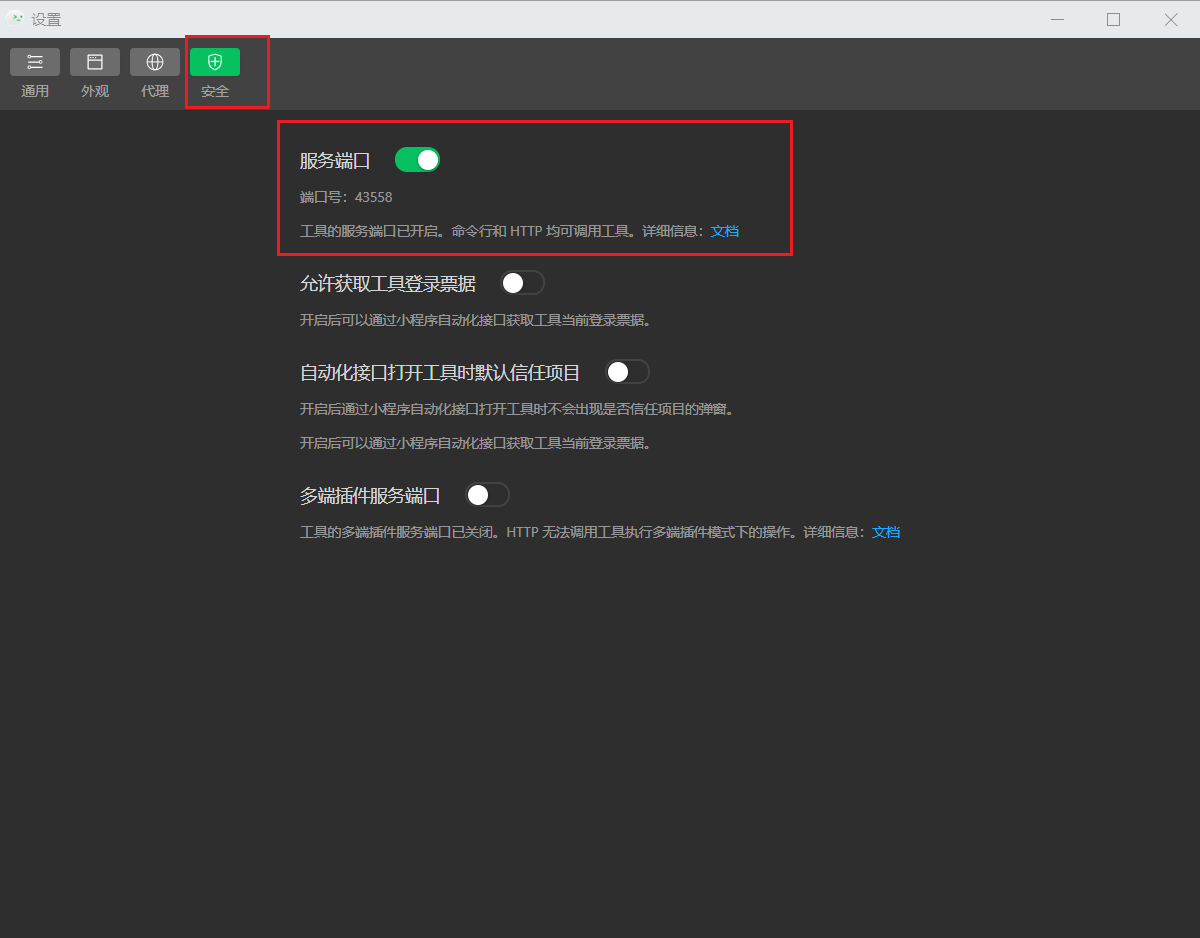 设置
通用 外观 代理 安全
服务端口
端口号：43558
工具的服务端口已开启。命令行和 HTTP 均可调用工具。详细信息：文档
允许获取工具登录票据
开启后可以通过小程序自动化接口获取工具当前登录票据。
自动化接口打开工具时默认信任项目
开启后通过小程序自动化接口打开工具时不会出现是否信任项目的弹窗。
开启后可以通过小程序自动化接口获取工具当前登录票据。
多端插件服务端口
工具的多端插件服务端口已关闭。HTTP 无法调用工具执行多端插件模式下的操作。详细信息：文档